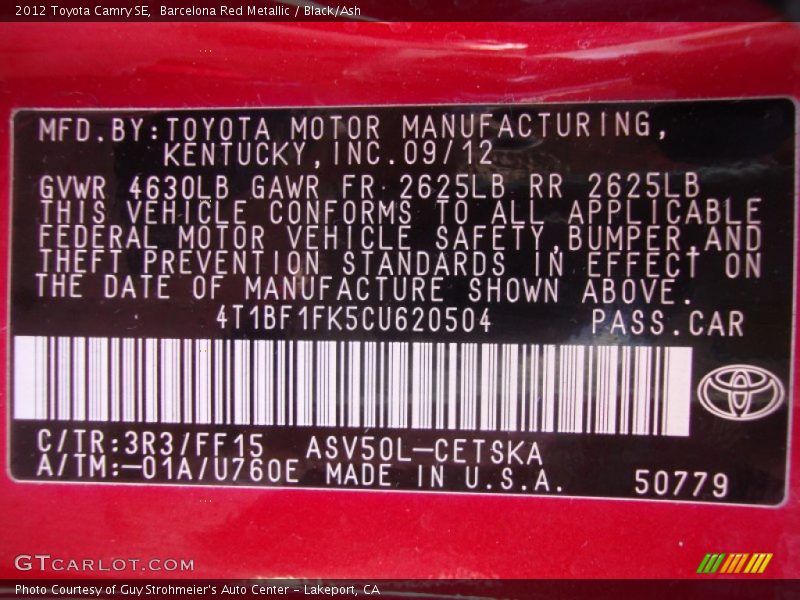 2012 Toyota Camry SE,  Barcelona Red Metallic / Black/Ash
MFD.BY:TOYOTA MOTOR MANUFACTURING,
KENTUCKY,INC.09/12
GVWR 4630LB GAWR FR 2625LB RR 2625LB
THIS VEHICLE CONFORMS TO ALL APPLICABLE
FEDERAL MOTOR VEHICLE SAFETY,BUMPER,AND
THEFT PREVENTION STANDARDS IN EFFECT ON
THE DATE OF MANUFACTURE SHOWN ABOVE.
4T1BF1FK5CU620504 PASS.CAR
C/TR:3R3/FF15 ASV50L-CETSKA
A/TM:-01A/U760E MADE IN U.S.A. 50779
GTCARLOT.COM
Photo Courtesy of Guy Strohmeier's Auto Center - Lakeport, CA